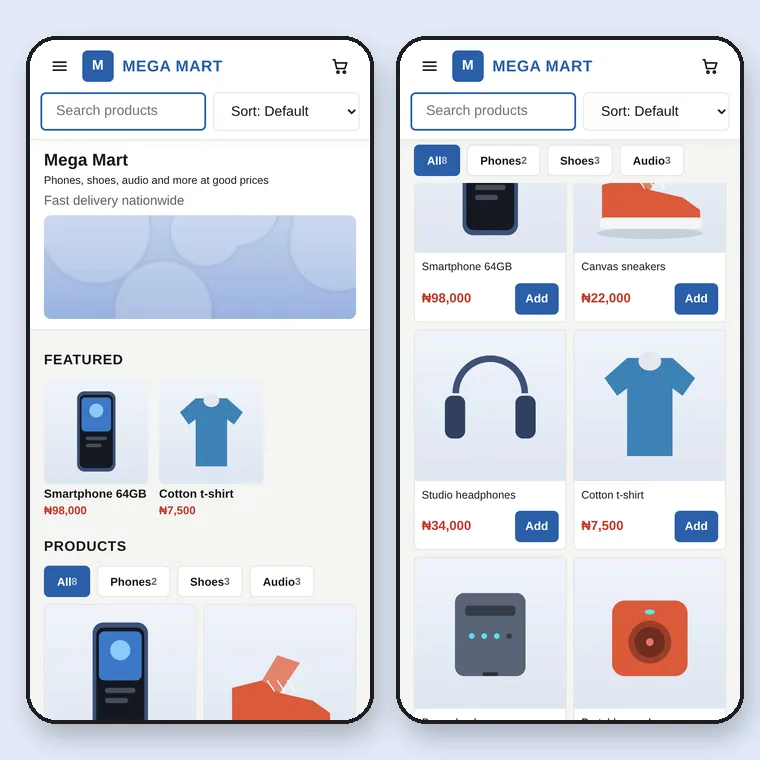 M MEGA MART
Search products
Sort: Default
Mega Mart
Phones, shoes, audio and more at good prices
Fast delivery nationwide
FEATURED
Smartphone 64GB
₦98,000
Cotton t-shirt
₦7,500
PRODUCTS
All8
Phones2
Shoes3
Audio3
M MEGA MART
Search products
Sort: Default
All8
Phones2
Shoes3
Audio3
Smartphone 64GB
₦98,000
Add
Canvas sneakers
₦22,000
Add
Studio headphones
₦34,000
Add
Cotton t-shirt
₦7,500
Add